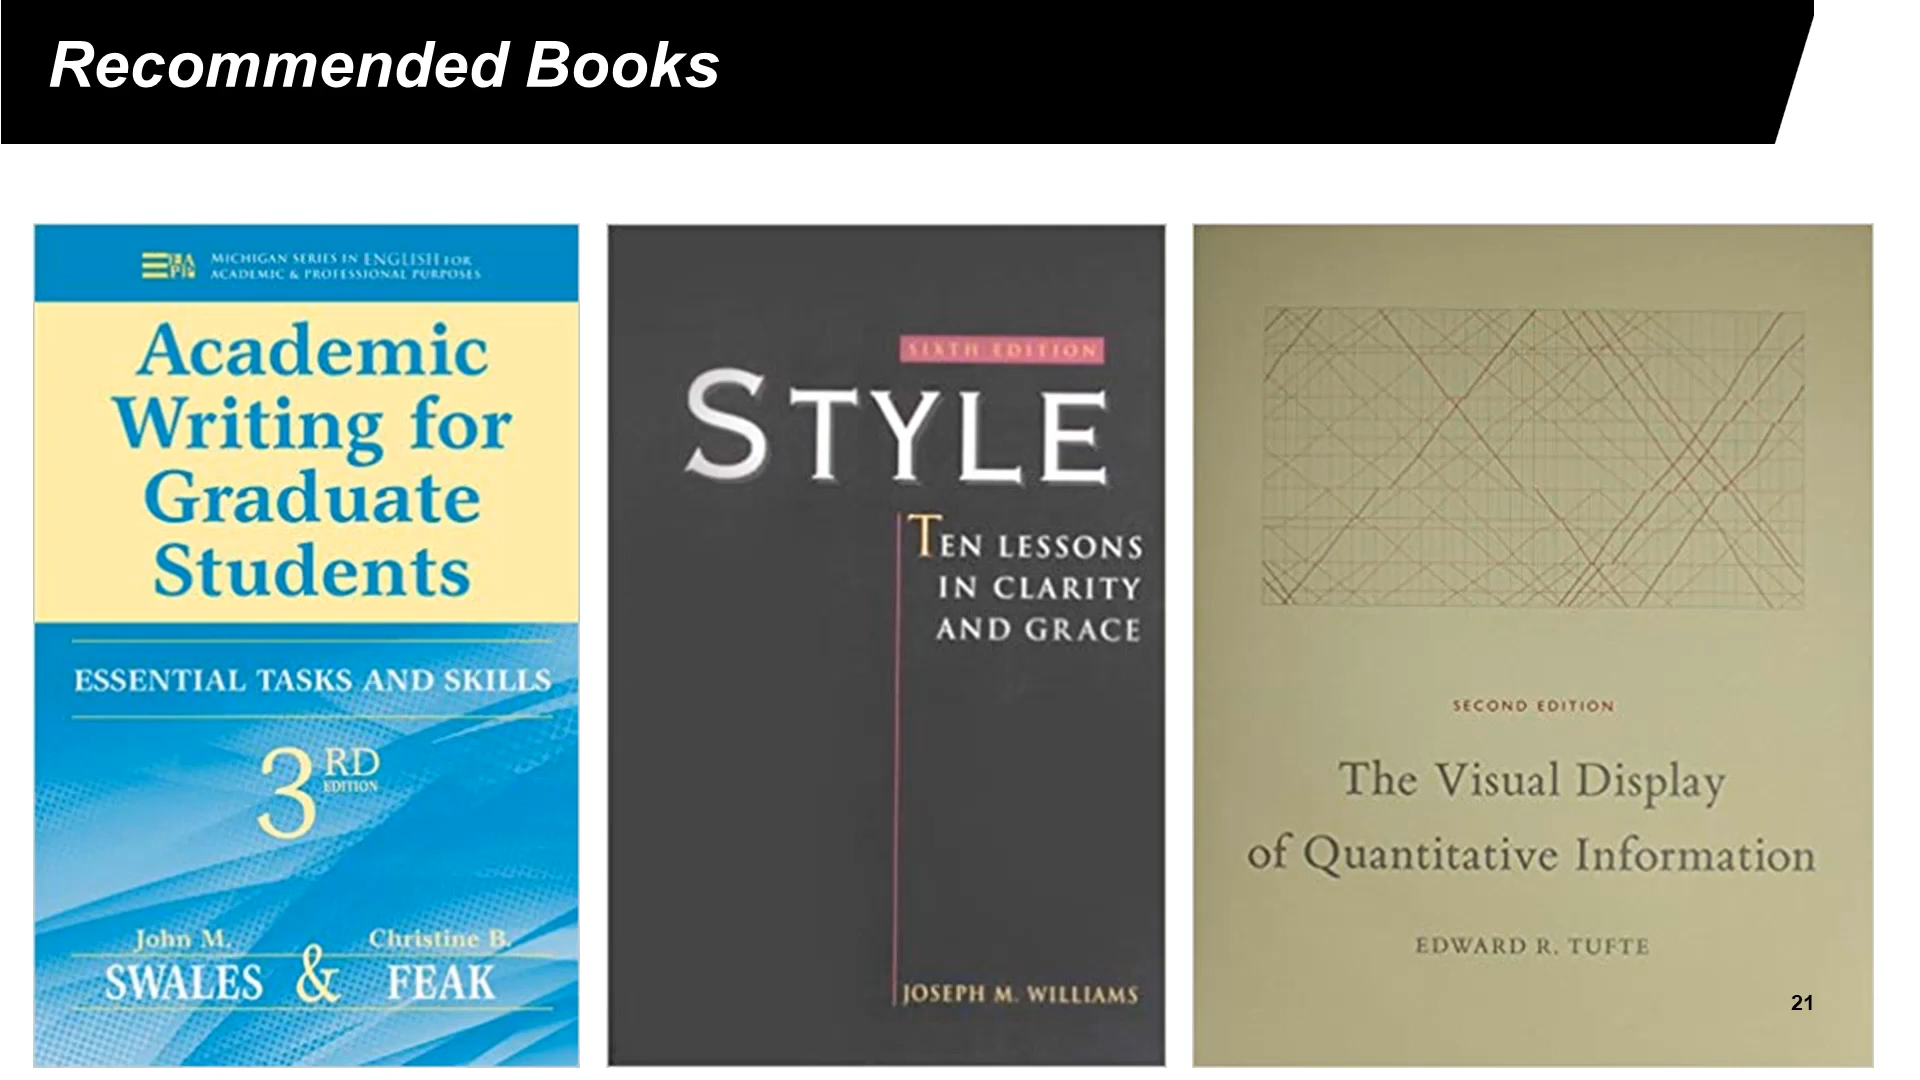 Recommended Books
MICHIGAN SERIES IN ENGLISH FOR
ACADEMIC & PROFESSIONAL PURPOSES
Academic
Writing for
Graduate
Students
ESSENTIAL TASKS AND SKILLS
3RD
EDITION
John M.
SWALES
&
Christine B.
FEAK
SIXTH EDITION
STYLE
TEN LESSONS
IN CLARITY
AND GRACE
JOSEPH M. WILLIAMS
SECOND EDITION
The Visual Display
of Quantitative Information
EDWARD R. TUFTE
21